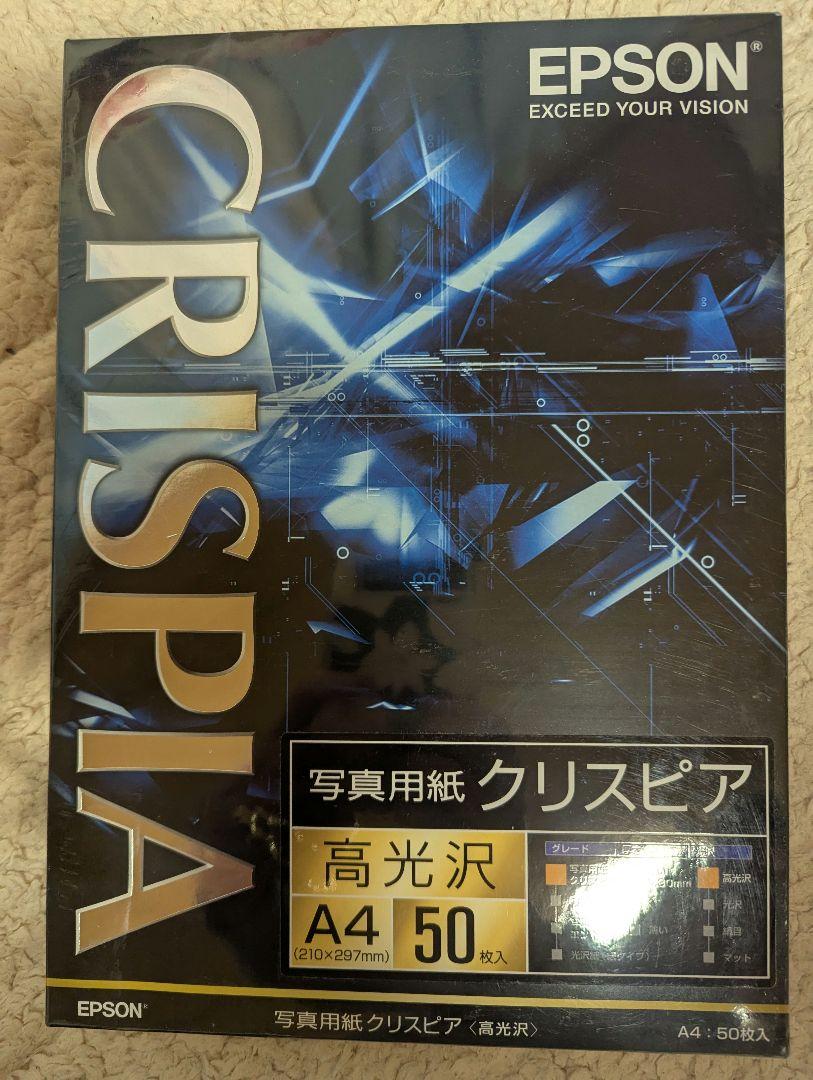 EPSON®
EXCEED YOUR VISION
CRISPIA
写真用紙 クリスピア
高光沢
A4
(210×297mm)
50枚入
グレード
高光沢
光沢
絹目
マット
EPSON®
写真用紙クリスピア〈高光沢〉
A4：50枚入